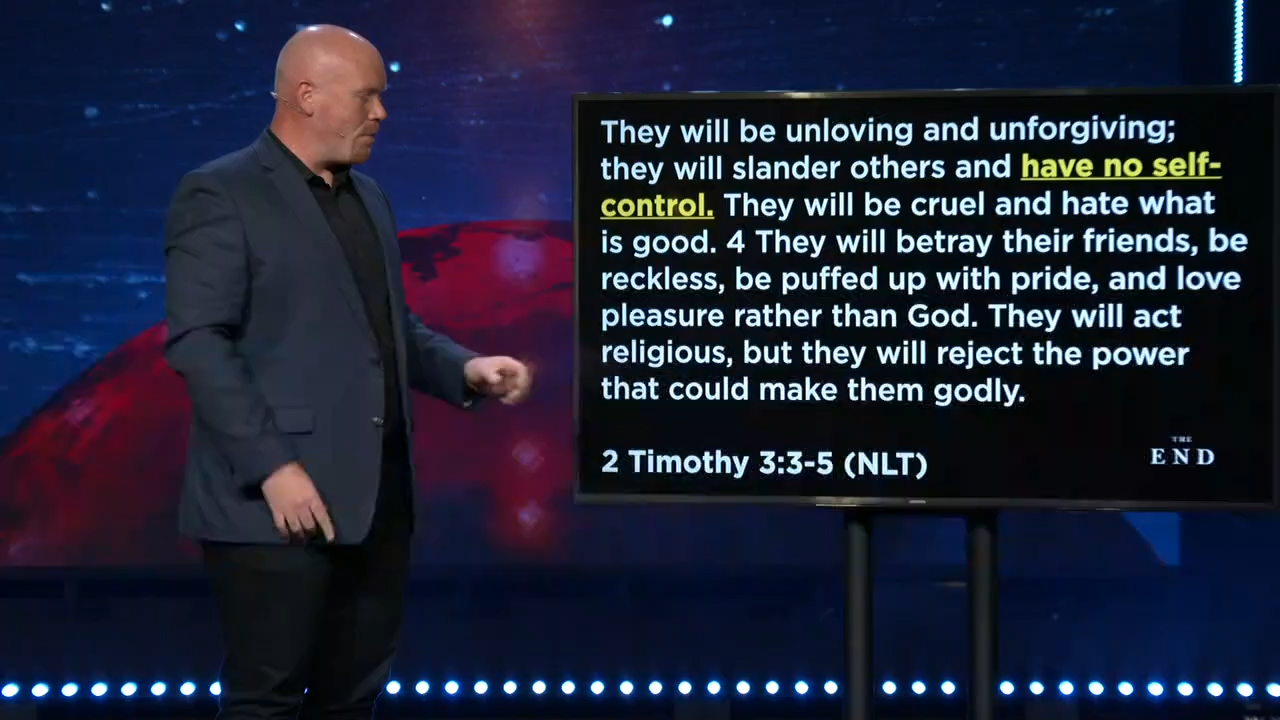 They will be unloving and unforgiving;
they will slander others and have no self-
control. They will be cruel and hate what
is good. 4 They will betray their friends, be
reckless, be puffed up with pride, and love
pleasure rather than God. They will act
religious, but they will reject the power
that could make them godly.
2 Timothy 3:3-5 (NLT)
THE
END